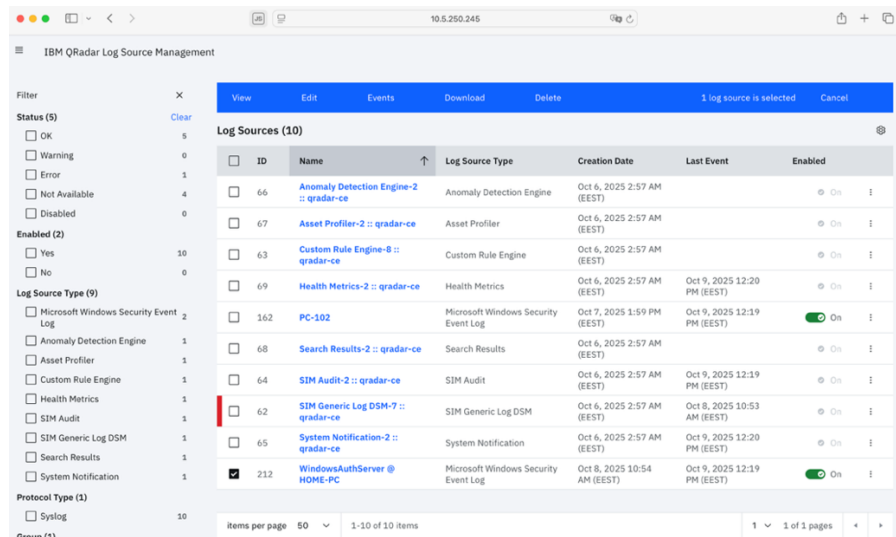 JS
10.5.250.245
IBM QRadar Log Source Management
Filter
Status (5) Clear
OK 5
Warning 0
Error 1
Not Available 4
Disabled 0
Enabled (2)
Yes 10
No 0
Log Source Type (9)
Microsoft Windows Security Event 2
Log
Anomaly Detection Engine 1
Asset Profiler 1
Custom Rule Engine 1
Health Metrics 1
SIM Audit 1
SIM Generic Log DSM 1
Search Results 1
System Notification 1
Protocol Type (1)
Syslog 10
Group (1)
View Edit Events Download Delete 1 log source is selected Cancel
Log Sources (10)
ID Name Log Source Type Creation Date Last Event Enabled
66 Anomaly Detection Engine-2 Anomaly Detection Engine Oct 6, 2025 2:57 AM On
:: qradar-ce (EEST)
67 Asset Profiler-2 :: qradar-ce Asset Profiler Oct 6, 2025 2:57 AM On
(EEST)
63 Custom Rule Engine-8 :: Custom Rule Engine Oct 6, 2025 2:57 AM On
qradar-ce (EEST)
69 Health Metrics-2 :: qradar-ce Health Metrics Oct 6, 2025 2:57 AM Oct 9, 2025 12:20 On
(EEST) PM (EEST)
162 PC-102 Microsoft Windows Security Oct 7, 2025 1:59 PM Oct 9, 2025 12:19 On
Event Log (EEST) PM (EEST)
68 Search Results-2 :: qradar-ce Search Results Oct 6, 2025 2:57 AM On
(EEST)
64 SIM Audit-2 :: qradar-ce SIM Audit Oct 6, 2025 2:57 AM Oct 9, 2025 12:19 On
(EEST) PM (EEST)
62 SIM Generic Log DSM-7 :: SIM Generic Log DSM Oct 6, 2025 2:57 AM Oct 8, 2025 10:53 On
qradar-ce (EEST) AM (EEST)
65 System Notification-2 :: System Notification Oct 6, 2025 2:57 AM Oct 9, 2025 12:20 On
qradar-ce (EEST) PM (EEST)
212 WindowsAuthServer @ Microsoft Windows Security Oct 8, 2025 10:54 Oct 9, 2025 12:19 On
HOME-PC Event Log AM (EEST) PM (EEST)
items per page 50 1-10 of 10 items 1 1 of 1 pages